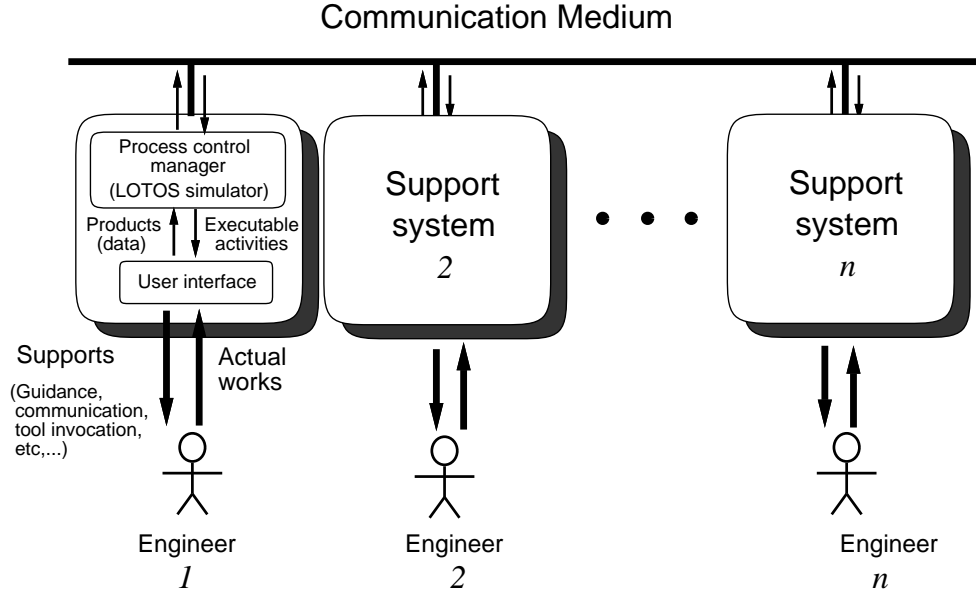 Communication Medium
Process control
manager
(LOTOS simulator)
Products
(data)
Executable
activities
User interface
Support
system
2
Support
system
n
Supports
(Guidance,
communication,
tool invocation,
etc,...)
Actual
works
Engineer
1
Engineer
2
Engineer
n